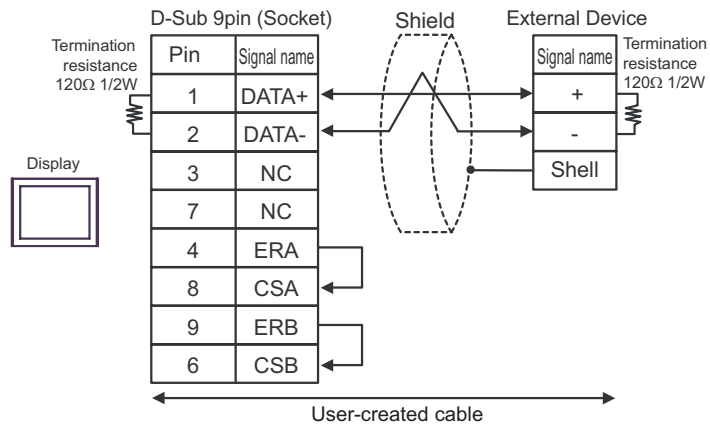 D-Sub 9pin (Socket)
Shield
External Device
Termination
resistance
120Ω 1/2W
Pin Signal name
1 DATA+
2 DATA-
3 NC
7 NC
4 ERA
8 CSA
9 ERB
6 CSB
Display
Signal name
+
-
Shell
Termination
resistance
120Ω 1/2W
User-created cable